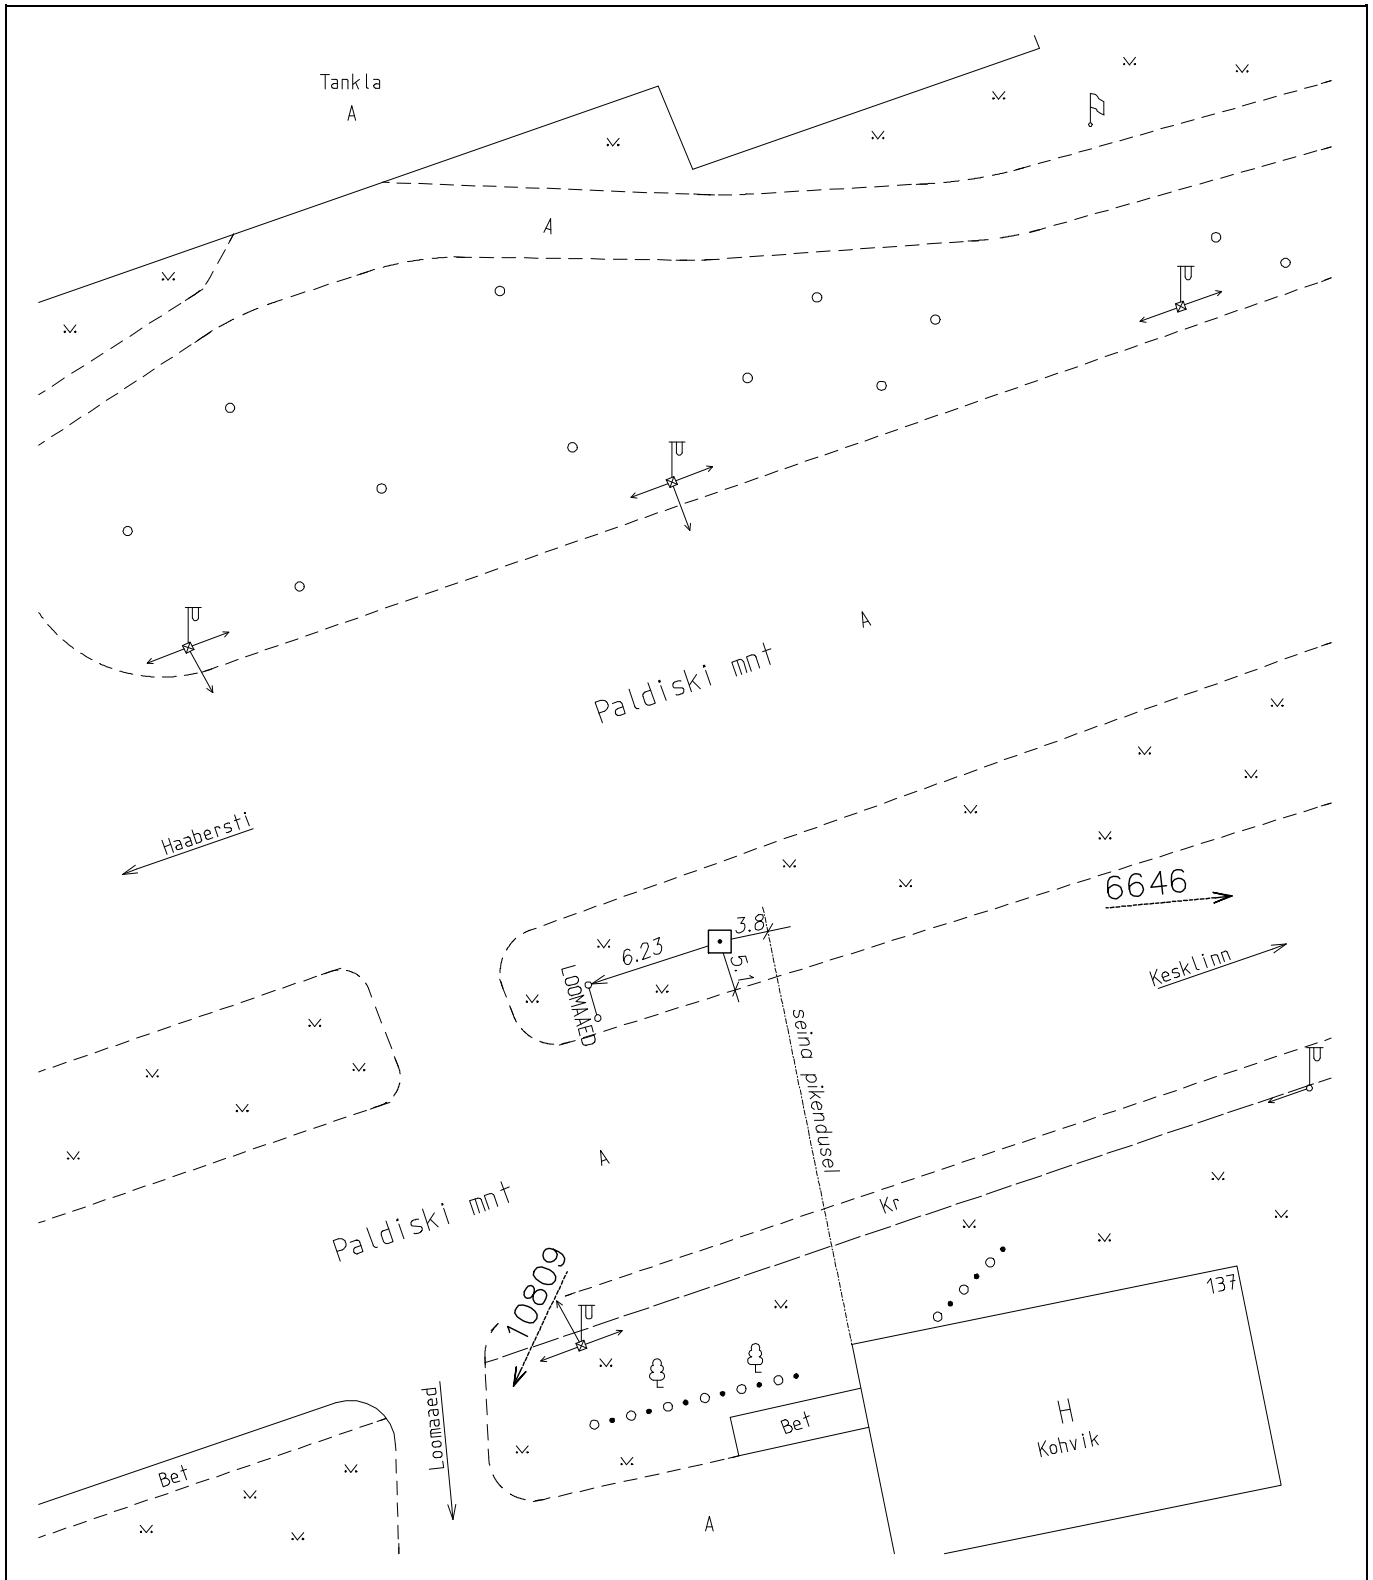 Tankla
A
A
A
Paldiski mnt
Haabersti
6646
3.8
6.23
5.1
LOOMAAED
Kesklinn
seina pikendusel
A
Kr
Paldiski mnt
10809
137
Loomaaed
H
Kohvik
Bet
Bet
A